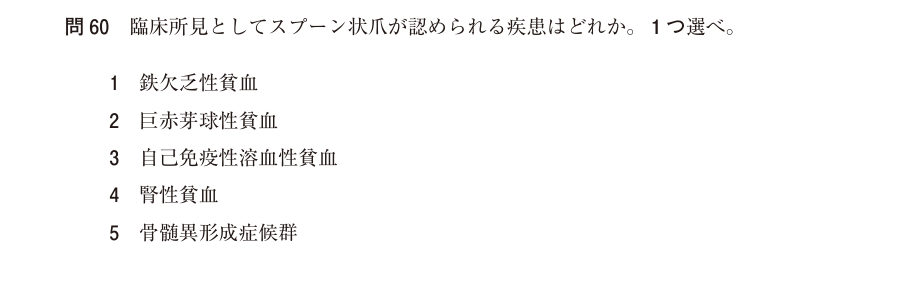 問60 臨床所見としてスプーン状爪が認められる疾患はどれか。1つ選べ。
1 鉄欠乏性貧血
2 巨赤芽球性貧血
3 自己免疫性溶血性貧血
4 腎性貧血
5 骨髄異形成症候群